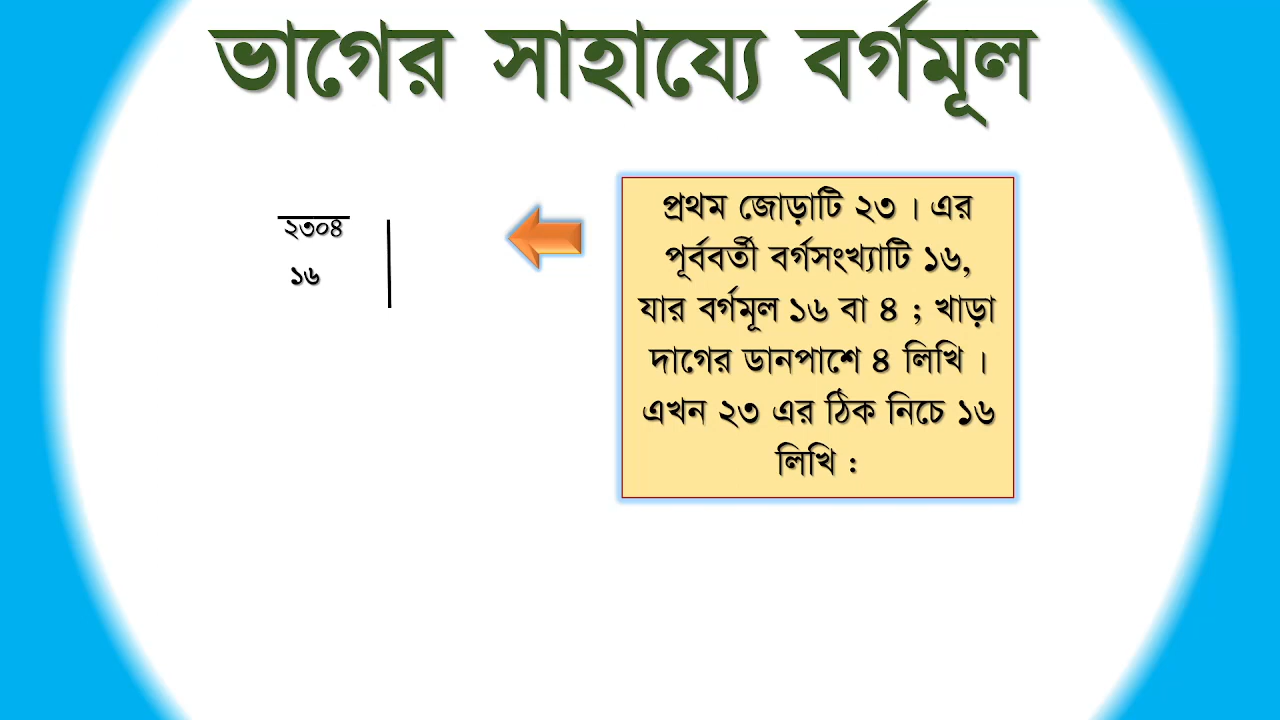 ভাগের সাহায্যে বর্গমূল
২৩০৪
১৬
প্রথম জোড়াটি ২৩ । এর
পূর্ববর্তী বর্গসংখ্যাটি ১৬,
যার বর্গমূল ১৬ বা ৪ ; খাড়া
দাগের ডানপাশে ৪ লিখি ।
এখন ২৩ এর ঠিক নিচে ১৬
লিখি :